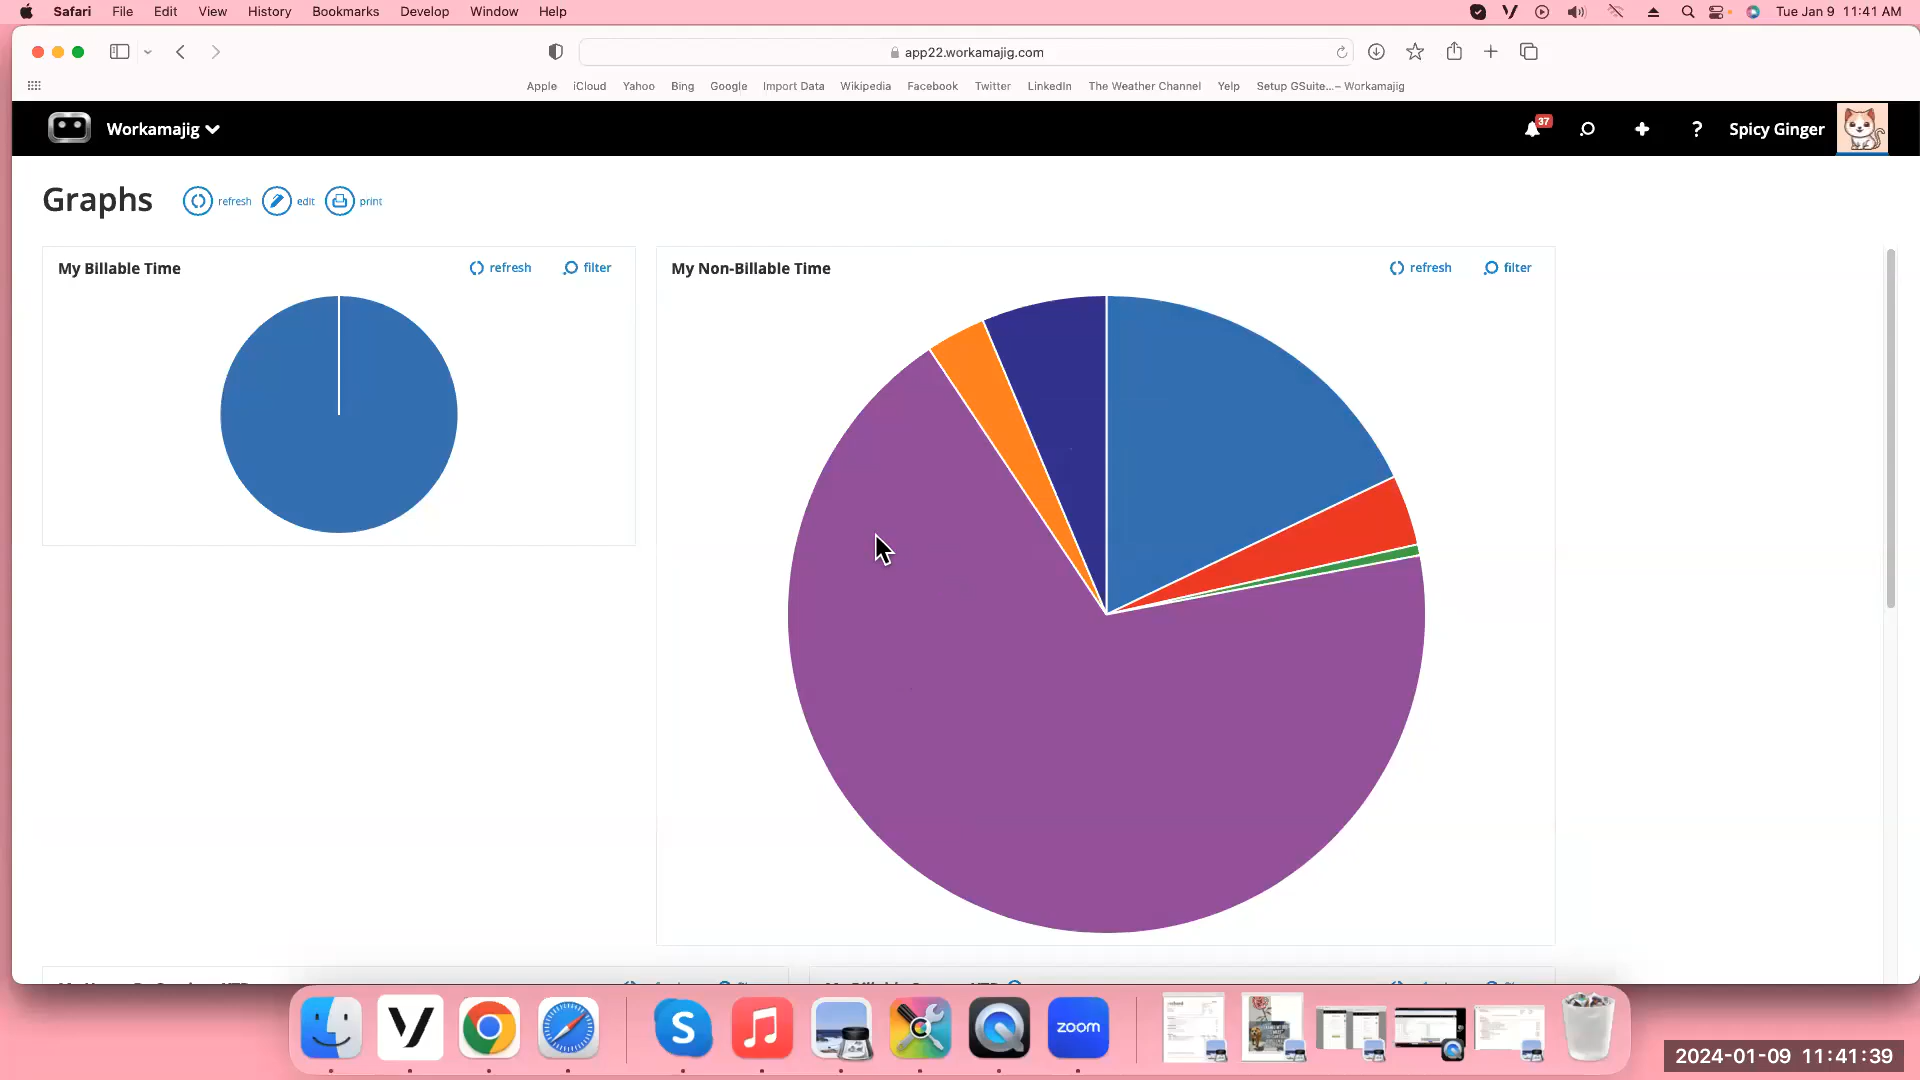 Safari File Edit View History Bookmarks Develop Window Help Tue Jan 9 11:41 AM
app22.workamajig.com
Apple iCloud Yahoo Bing Google Import Data Wikipedia Facebook Twitter LinkedIn The Weather Channel Yelp Setup GSuite...– Workamajig
Workamajig 37 ? Spicy Ginger
Graphs refresh edit print
My Billable Time refresh filter
My Non-Billable Time refresh filter
zoom
2024-01-09 11:41:39